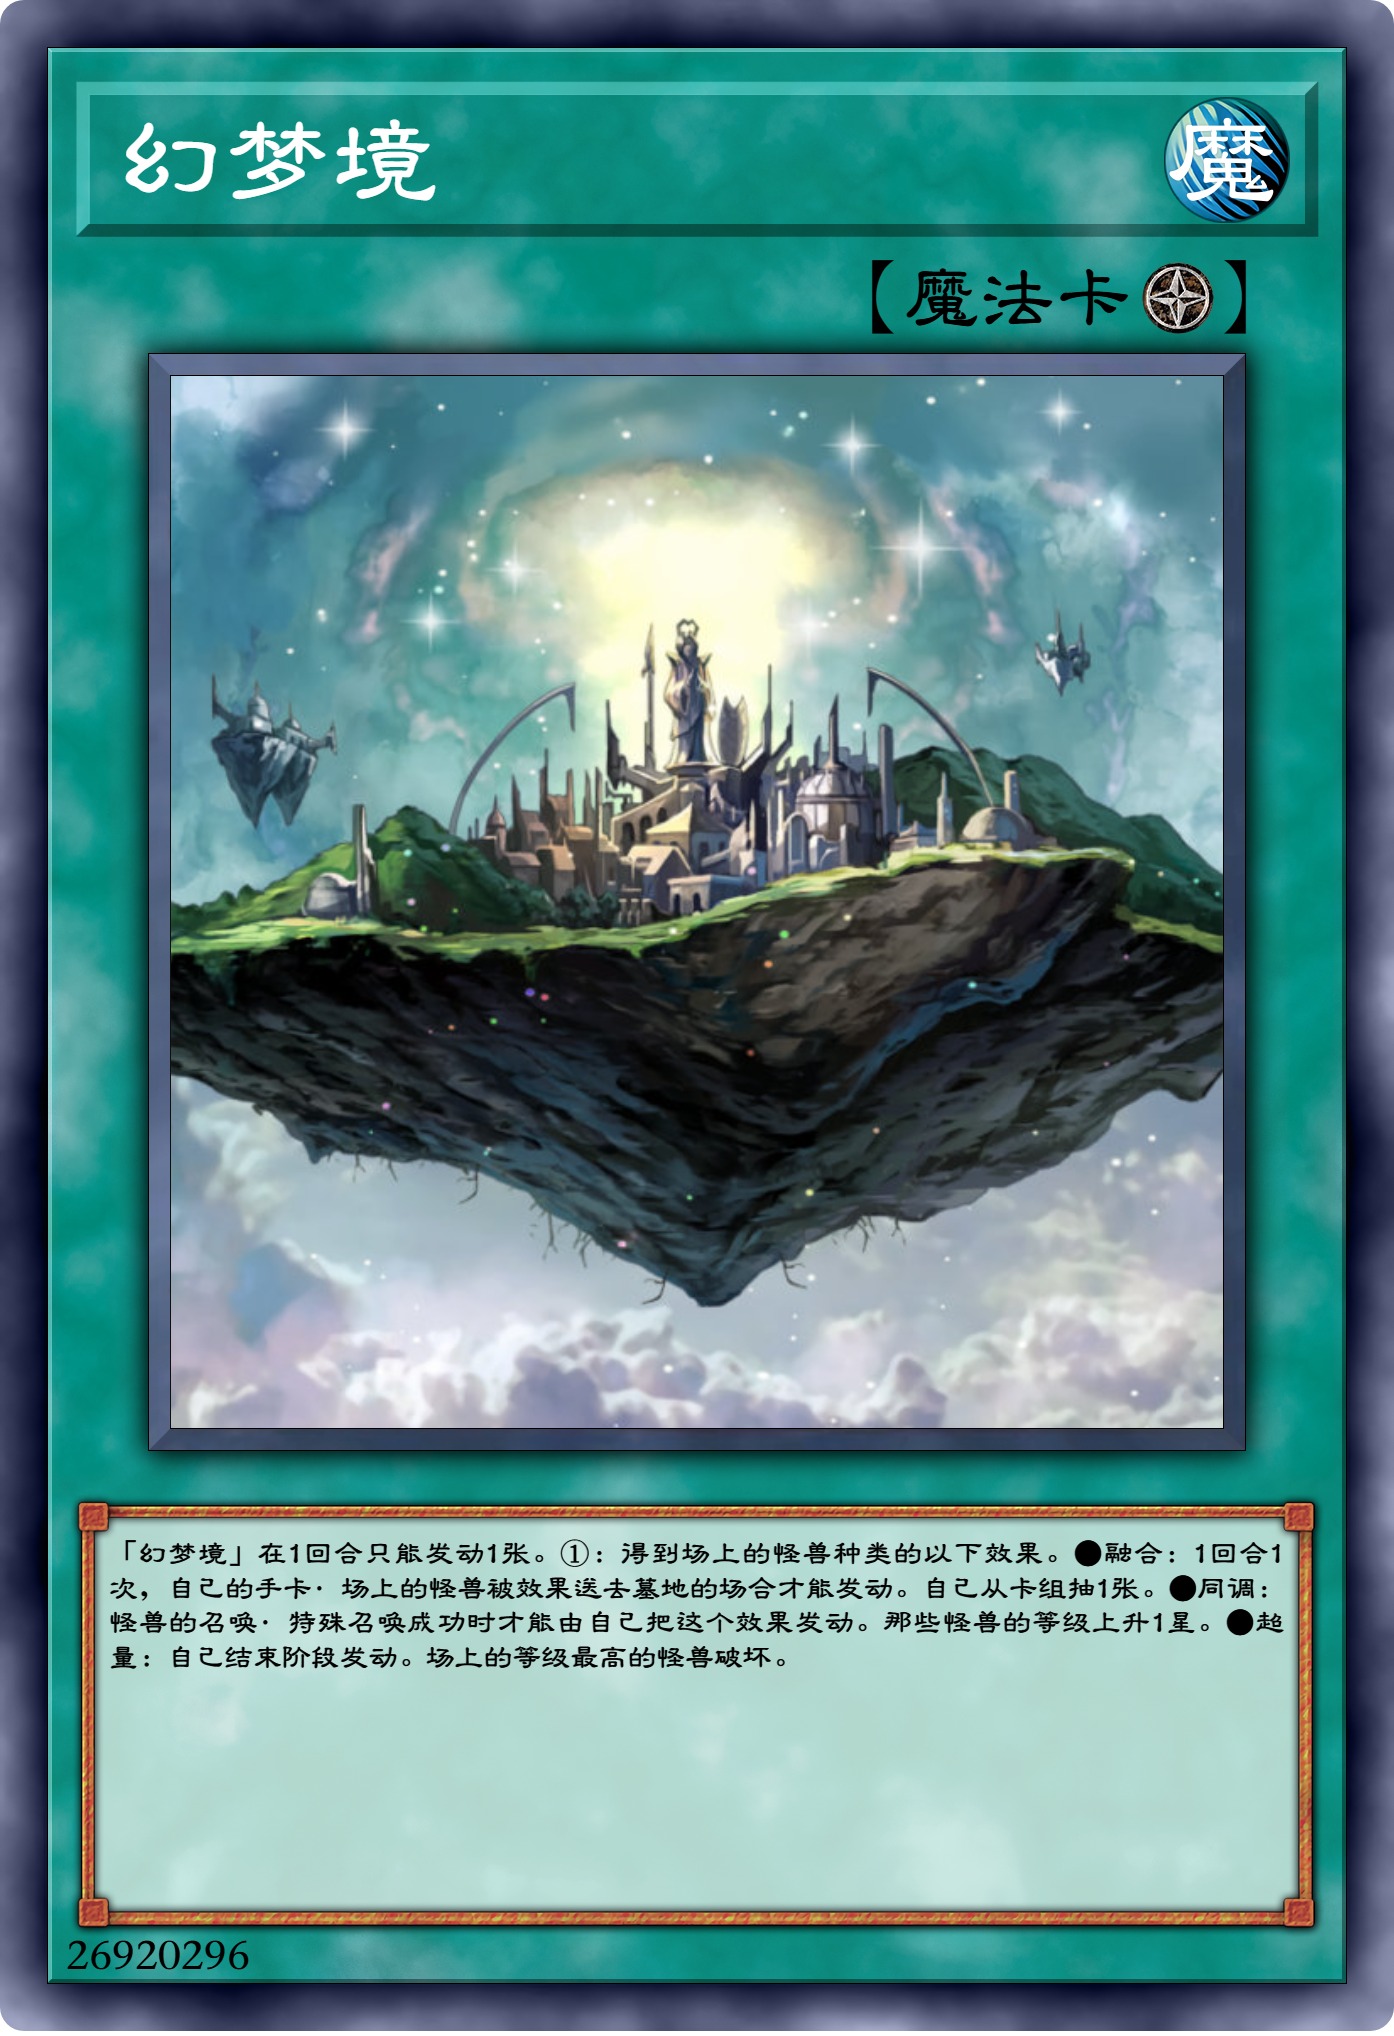 幻梦境
魔
【魔法卡】
「幻梦境」在1回合只能发动1张。①：得到场上的怪兽种类的以下效果。●融合：1回合1
次，自己的手卡·场上的怪兽被效果送去墓地的场合才能发动。自己从卡组抽1张。●同调：
怪兽的召唤·特殊召唤成功时才能由自己把这个效果发动。那些怪兽的等级上升1星。●超
量：自己结束阶段发动。场上的等级最高的怪兽破坏。
26920296